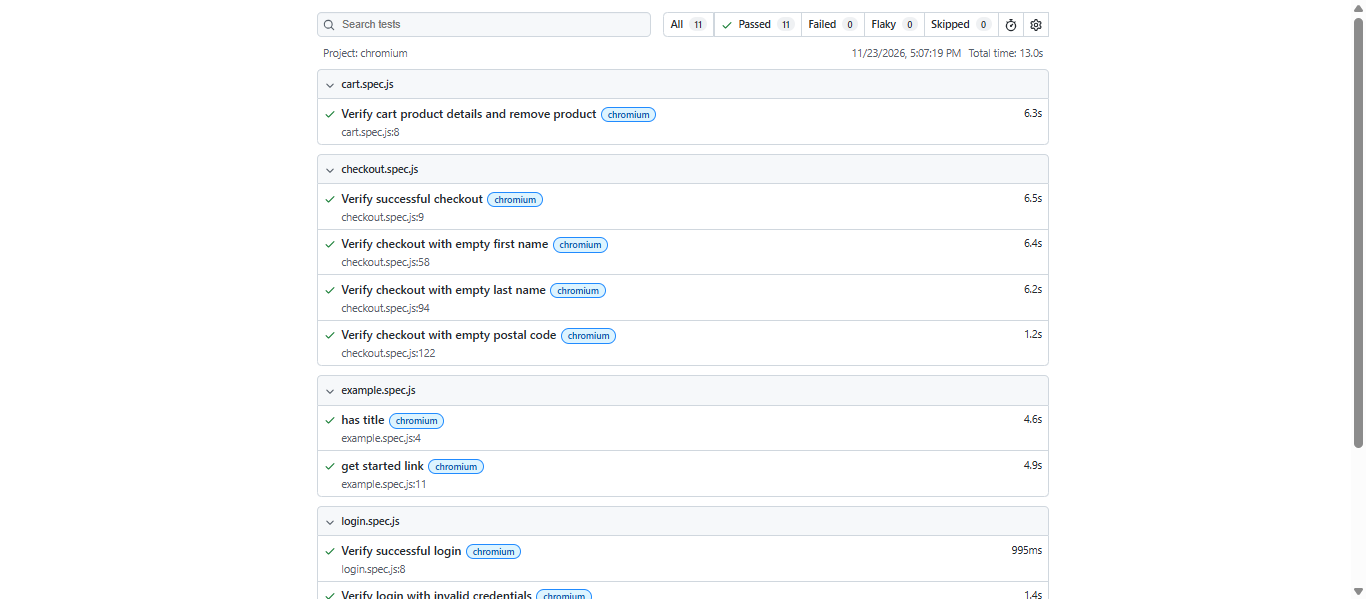 Search tests
All 11 Passed 11 Failed 0 Flaky 0 Skipped 0
Project: chromium 11/23/2026, 5:07:19 PM Total time: 13.0s
cart.spec.js
Verify cart product details and remove product chromium 6.3s
cart.spec.js:8
checkout.spec.js
Verify successful checkout chromium 6.5s
checkout.spec.js:9
Verify checkout with empty first name chromium 6.4s
checkout.spec.js:58
Verify checkout with empty last name chromium 6.2s
checkout.spec.js:94
Verify checkout with empty postal code chromium 1.2s
checkout.spec.js:122
example.spec.js
has title chromium 4.6s
example.spec.js:4
get started link chromium 4.9s
example.spec.js:11
login.spec.js
Verify successful login chromium 995ms
login.spec.js:8
Verify login with invalid credentials chromium 1.4s